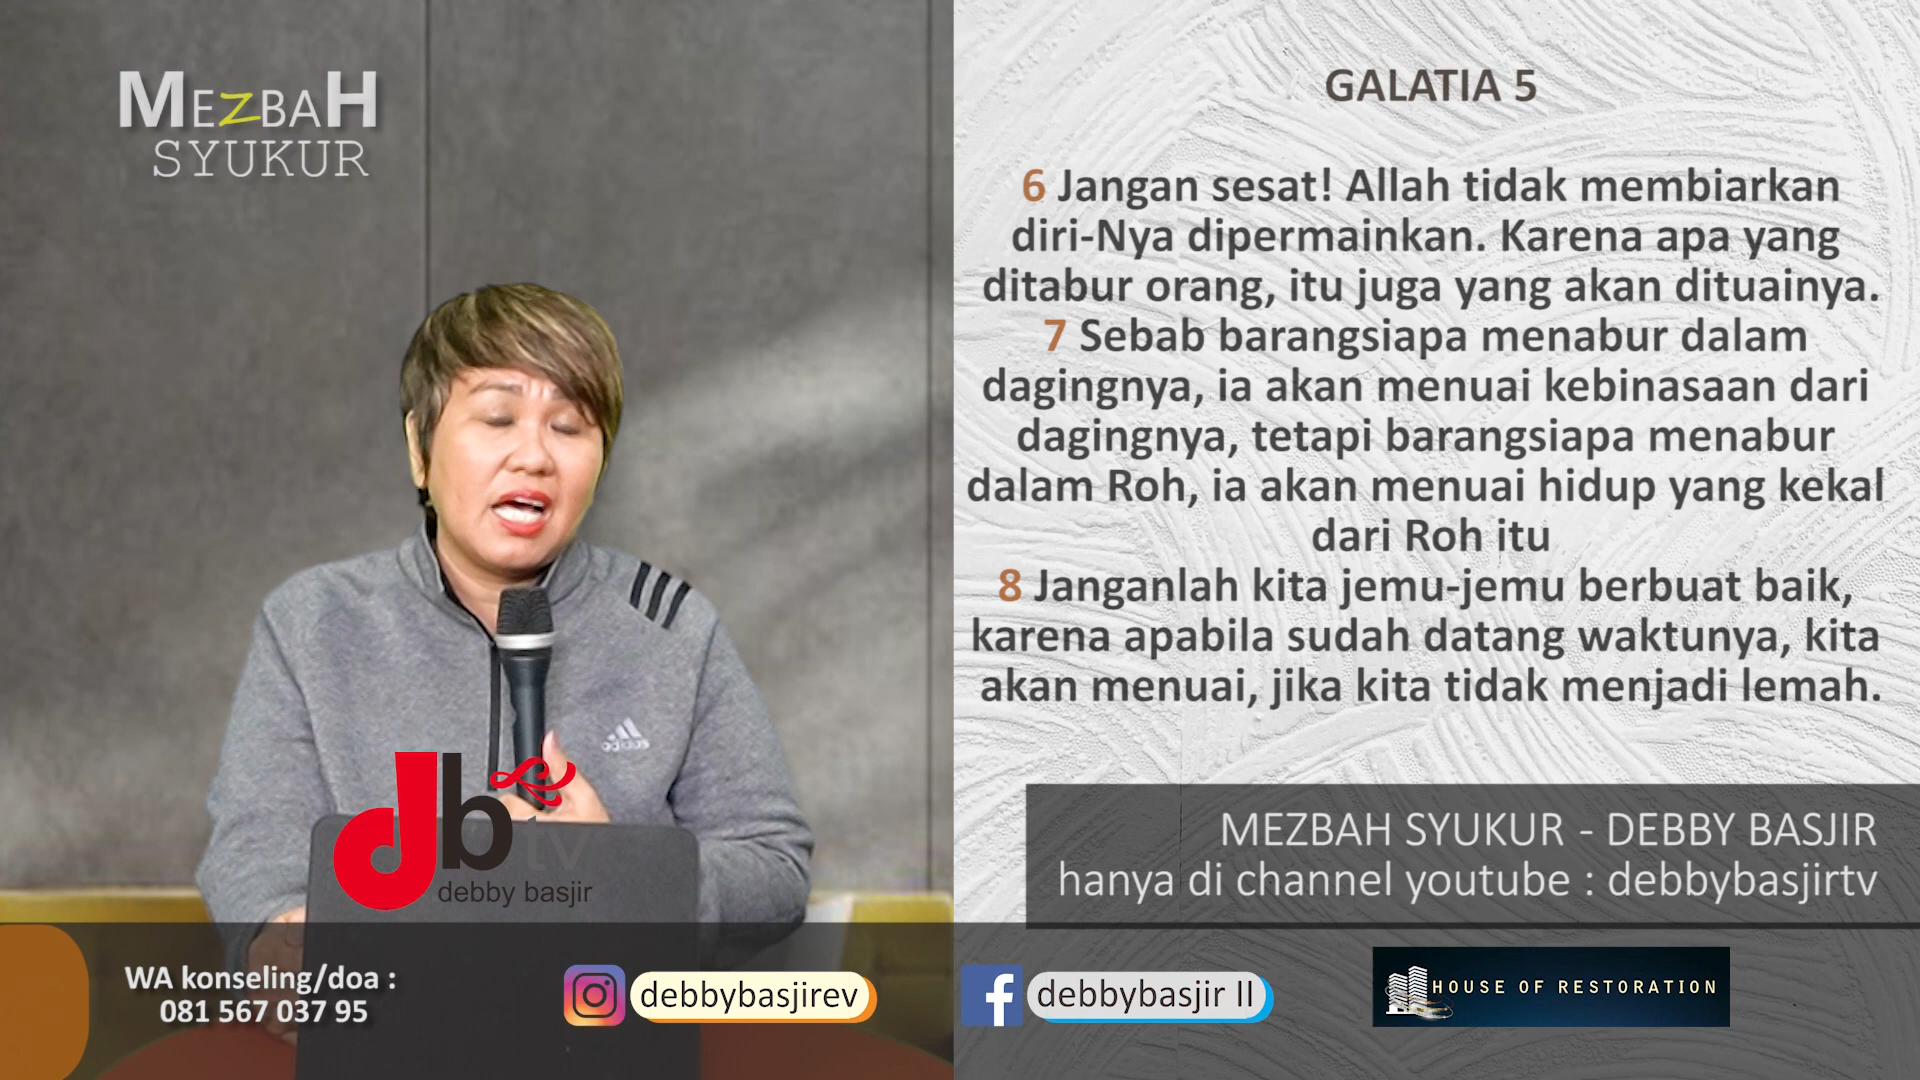 MEZBAH
SYUKUR
GALATIA 5
6 Jangan sesat! Allah tidak membiarkan
diri-Nya dipermainkan. Karena apa yang
ditabur orang, itu juga yang akan dituainya.
7 Sebab barangsiapa menabur dalam
dagingnya, ia akan menuai kebinasaan dari
dagingnya, tetapi barangsiapa menabur
dalam Roh, ia akan menuai hidup yang kekal
dari Roh itu
8 Janganlah kita jemu-jemu berbuat baik,
karena apabila sudah datang waktunya, kita
akan menuai, jika kita tidak menjadi lemah.
adidas
db tv
debby basjir
MEZBAH SYUKUR - DEBBY BASJIR
hanya di channel youtube : debbybasjirtv
WA konseling/doa :
081 567 037 95
debbybasjirev
debbybasjir II
HOUSE OF RESTORATION